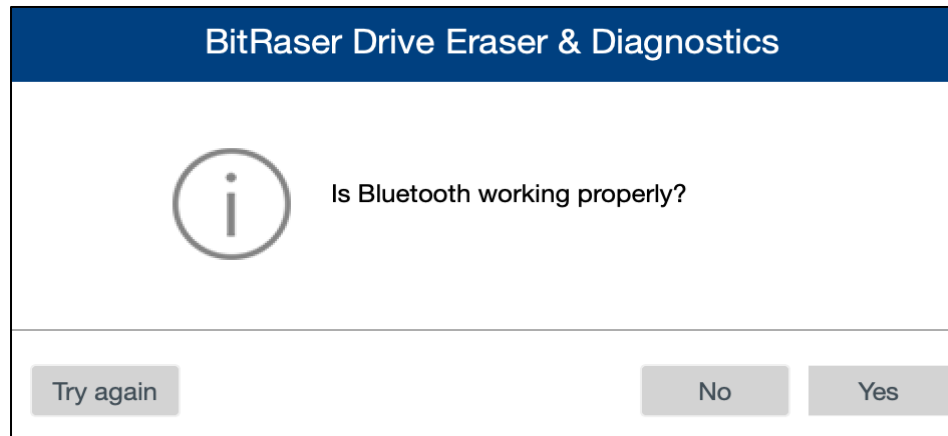 BitRaser Drive Eraser & Diagnostics
Is Bluetooth working properly?
Try again
No
Yes